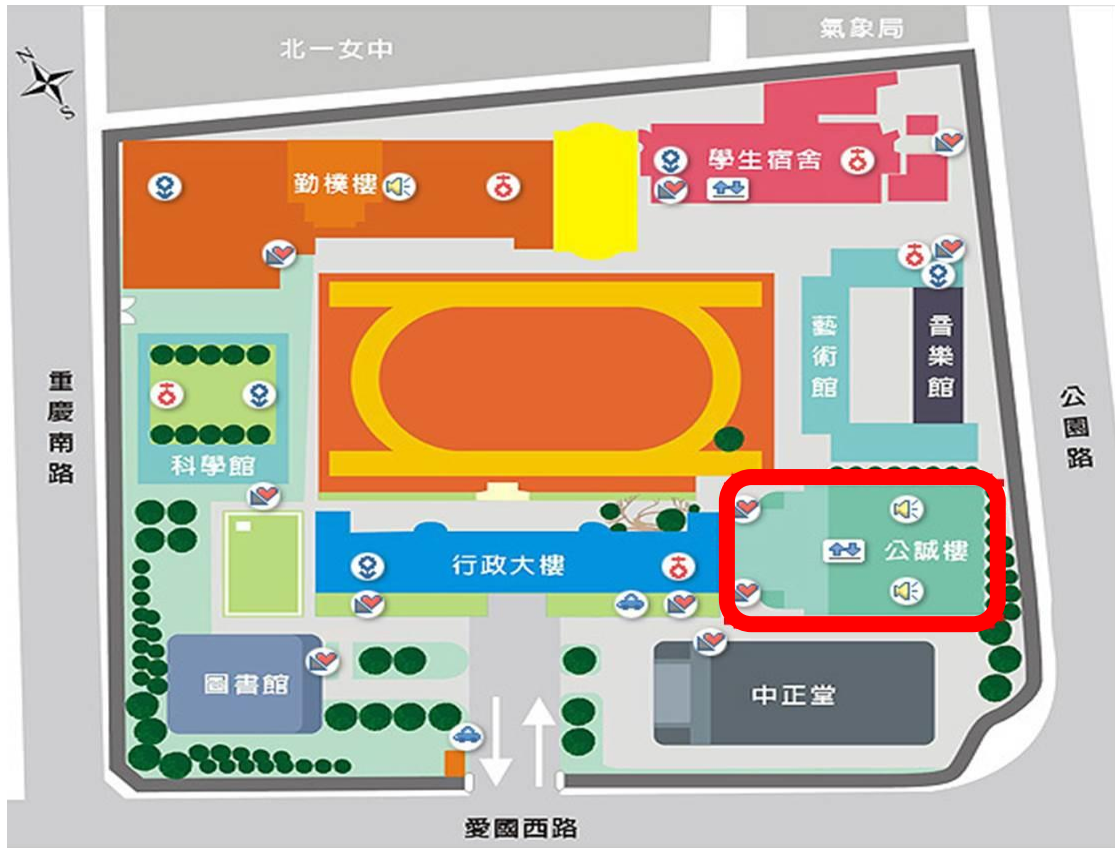 北一女中
氣象局
N
S
勤樸樓
學生宿舍
藝術館
音樂館
重慶南路
公園路
科學館
行政大樓
公誠樓
圖書館
中正堂
愛國西路